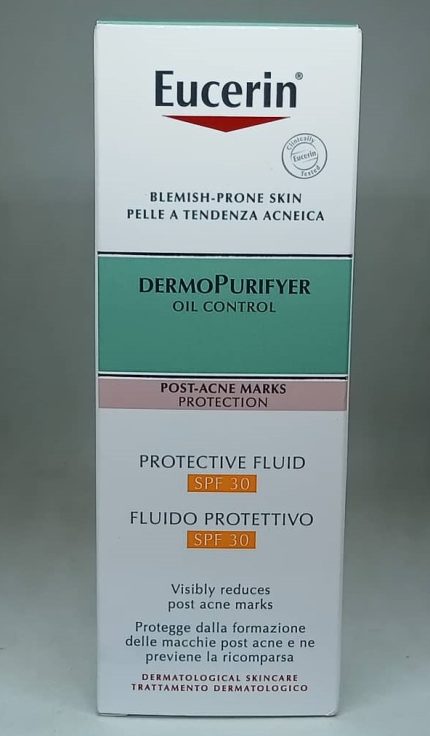 Eucerin®
Clinically
Eucerin
Tested
BLEMISH-PRONE SKIN
PELLE A TENDENZA ACNEICA
DERMOPURIFYER
OIL CONTROL
POST-ACNE MARKS
PROTECTION
PROTECTIVE FLUID
SPF 30
FLUIDO PROTETTIVO
SPF 30
Visibly reduces
post acne marks
Protegge dalla formazione
delle macchie post acne e ne
previene la ricomparsa
DERMATOLOGICAL SKINCARE
TRATTAMENTO DERMATOLOGICO